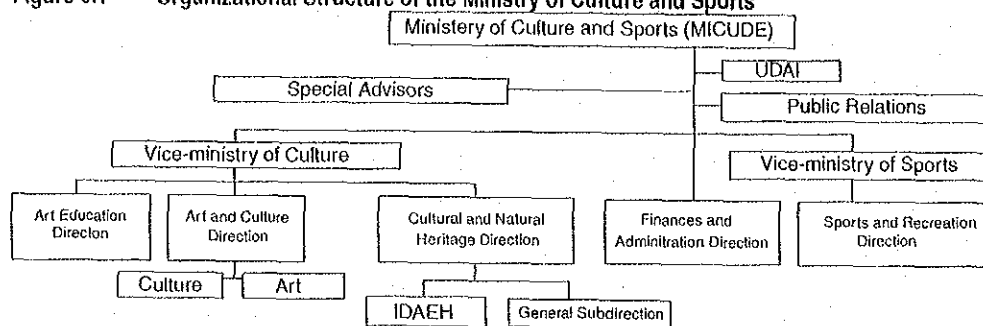 Organizational Structure of the Ministry of Culture and Sports
Ministery of Culture and Sports (MICUDE)
UDAI
Special Advisors
Public Relations
Vice-ministry of Culture
Vice-ministry of Sports
Art Education
Direcion
Art and Culture
Direction
Cultural and Natural
Heritage Direction
Finances and
Adminitration Direction
Sports and Recreation
Direction
Culture
Art
IDAEH
General Subdirection